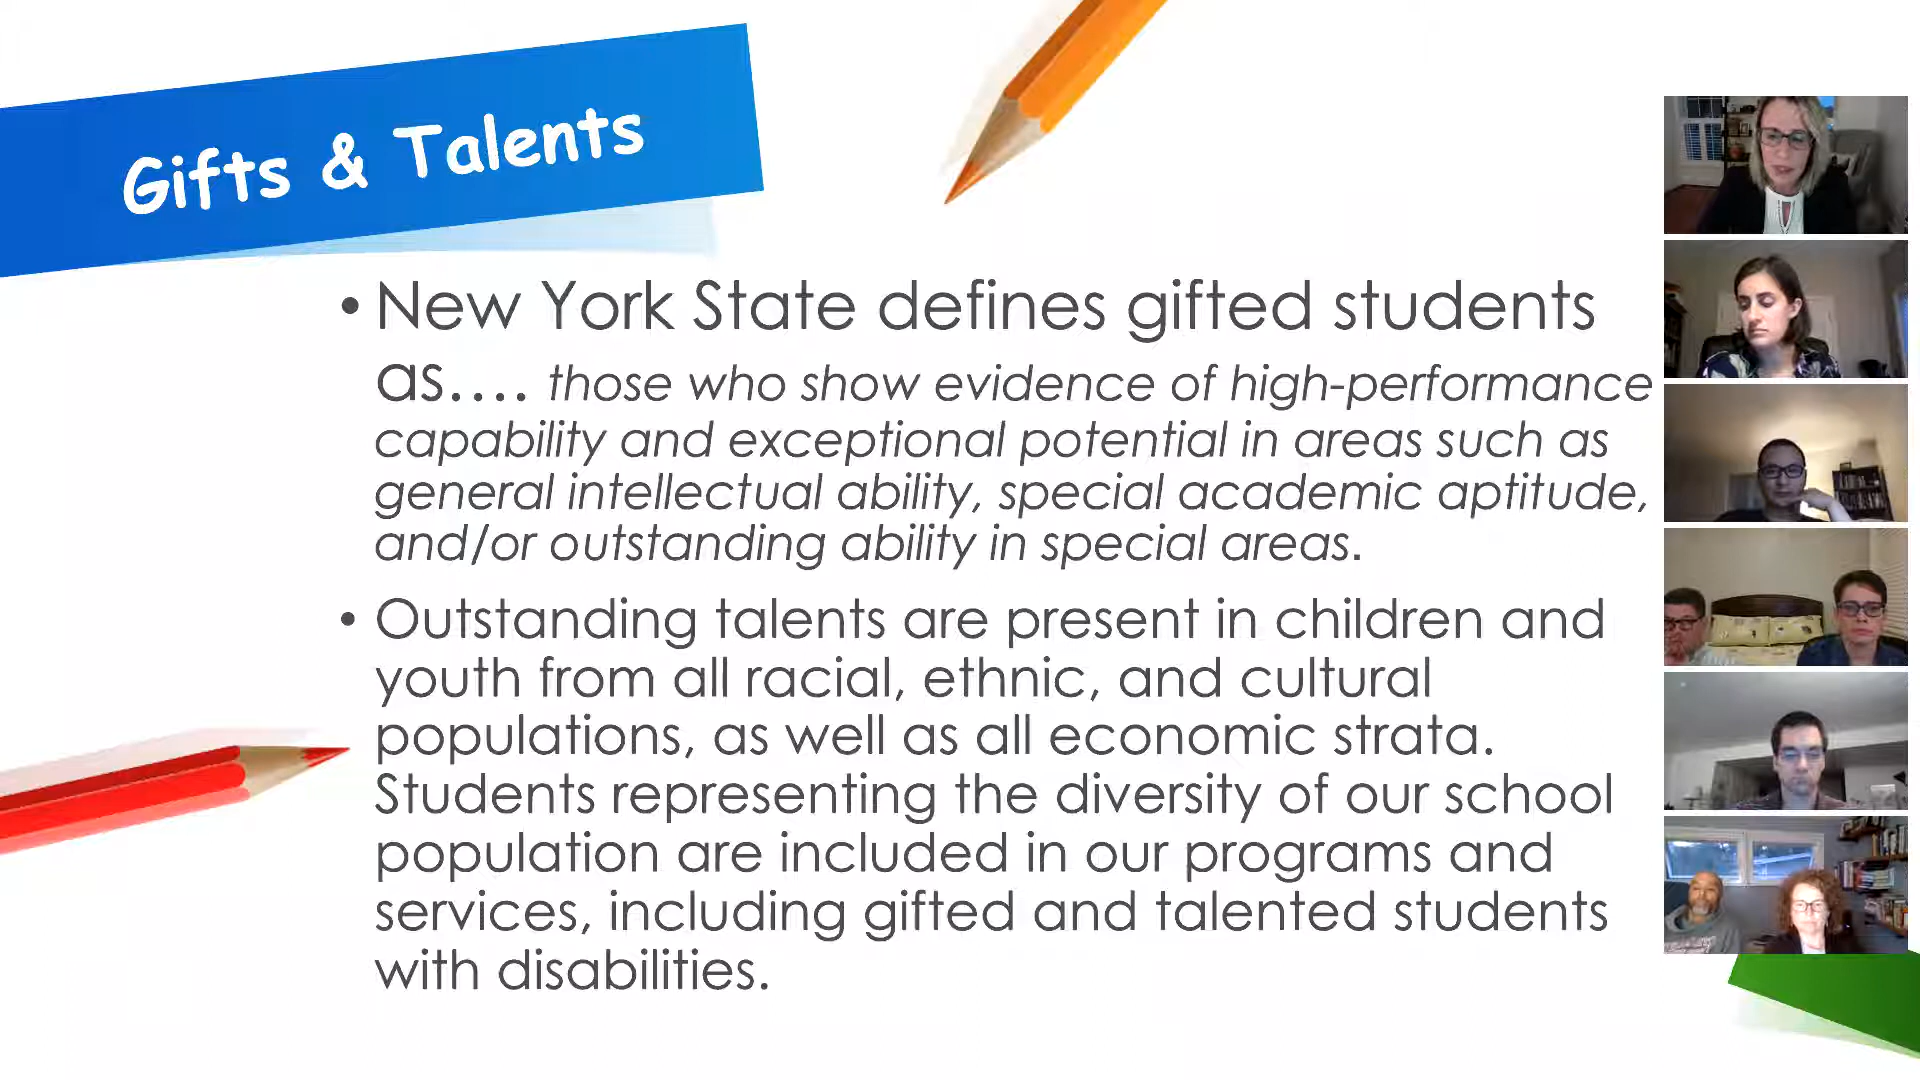 Gifts & Talents
• New York State defines gifted students
as.... those who show evidence of high-performance
capability and exceptional potential in areas such as
general intellectual ability, special academic aptitude,
and/or outstanding ability in special areas.
• Outstanding talents are present in children and
youth from all racial, ethnic, and cultural
populations, as well as all economic strata.
Students representing the diversity of our school
population are included in our programs and
services, including gifted and talented students
with disabilities.